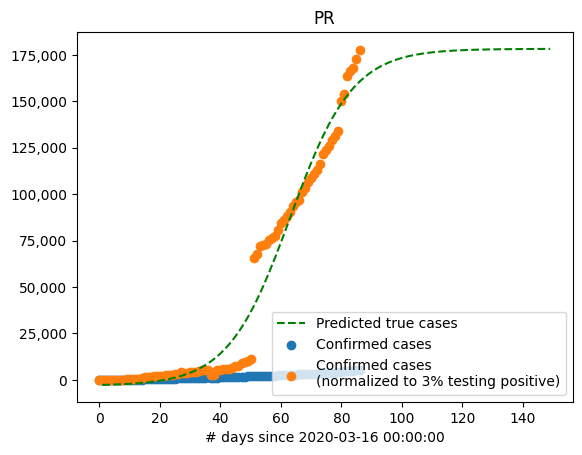 PR
175,000
150,000
125,000
100,000
75,000
50,000
25,000
0
Predicted true cases
Confirmed cases
Confirmed cases
(normalized to 3% testing positive)
0 20 40 60 80 100 120 140
# days since 2020-03-16 00:00:00